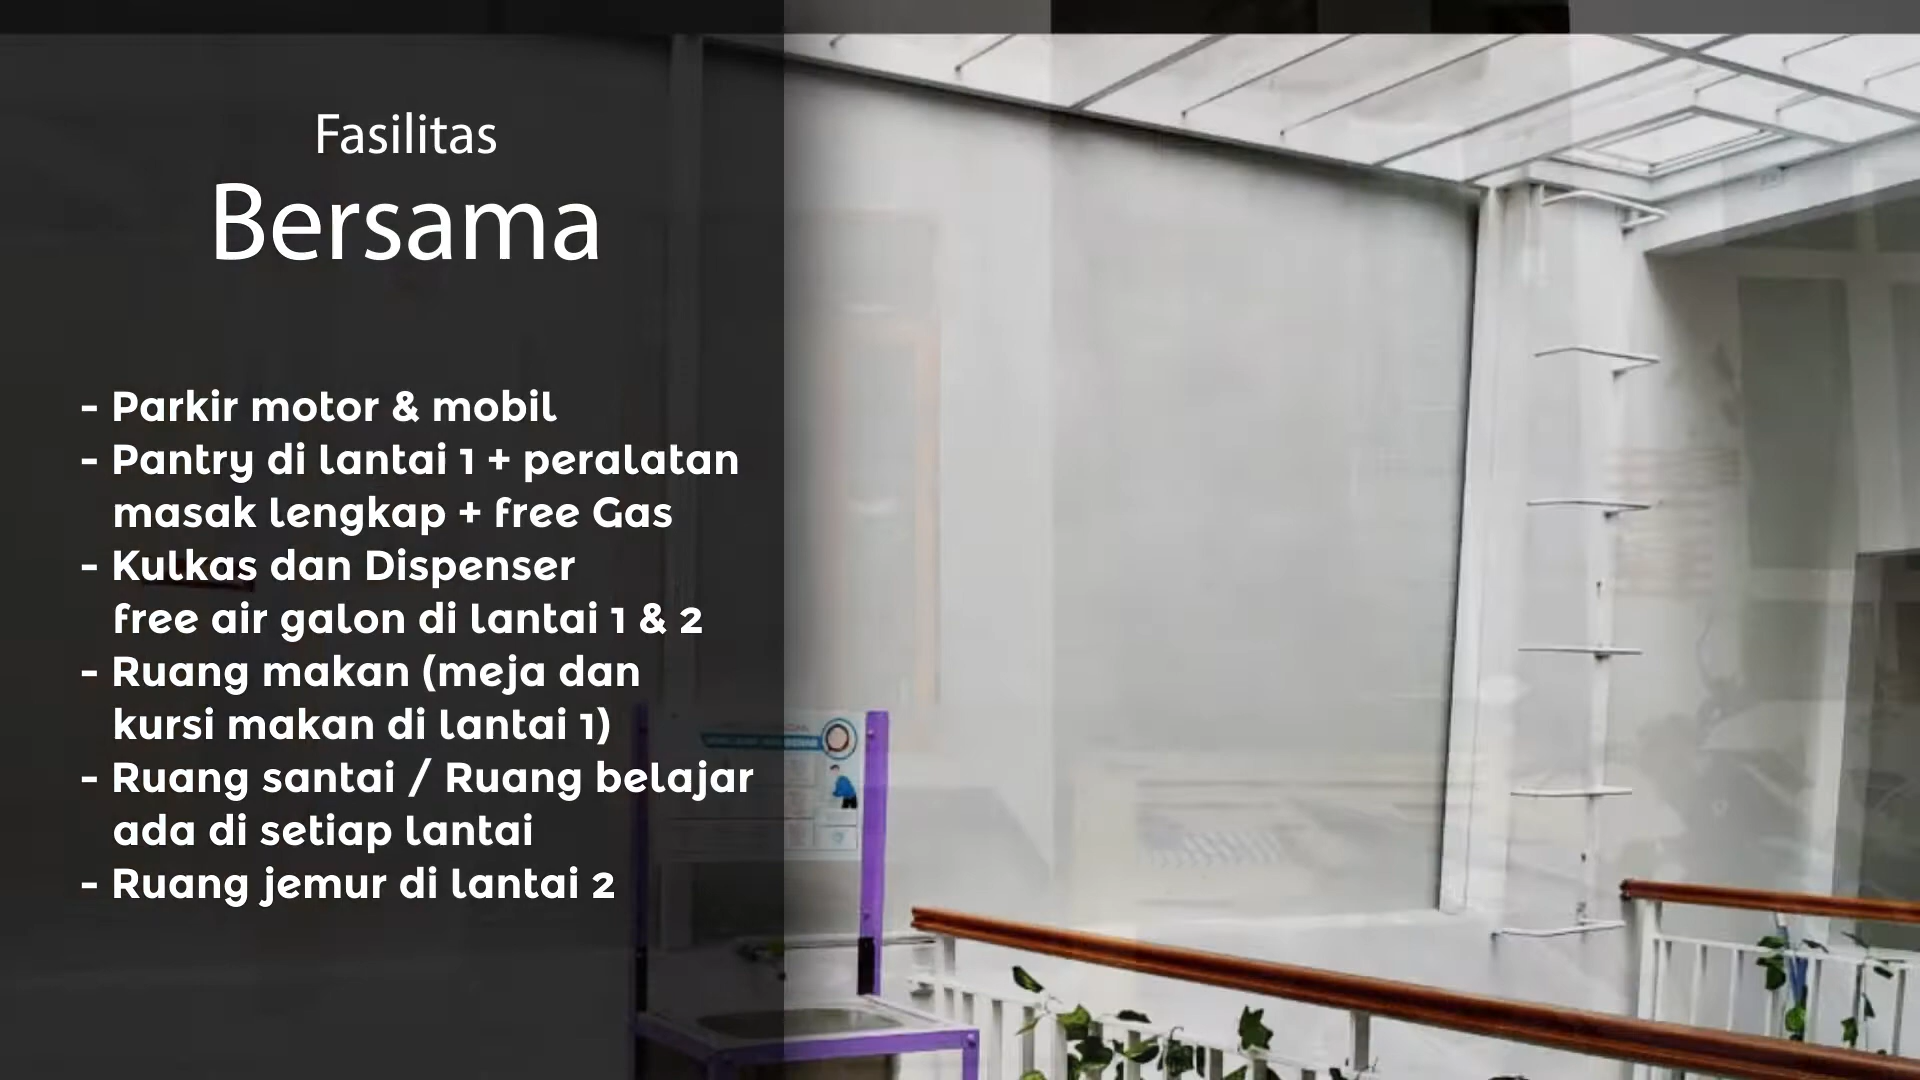 Fasilitas
Bersama
- Parkir motor & mobil
- Pantry di lantai 1 + peralatan
masak lengkap + free Gas
- Kulkas dan Dispenser
free air galon di lantai 1 & 2
- Ruang makan (meja dan
kursi makan di lantai 1)
- Ruang santai / Ruang belajar
ada di setiap lantai
- Ruang jemur di lantai 2